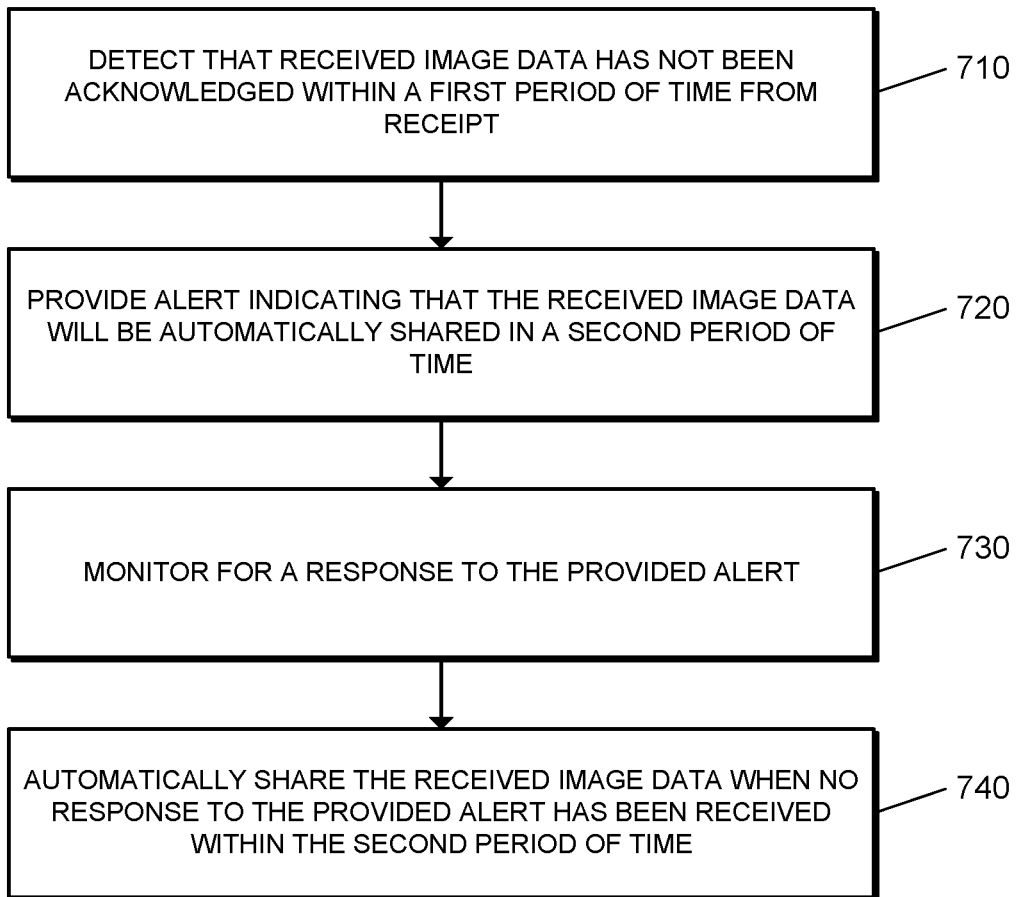 DETECT THAT RECEIVED IMAGE DATA HAS NOT BEEN
ACKNOWLEDGED WITHIN A FIRST PERIOD OF TIME FROM
RECEIPT
710
PROVIDE ALERT INDICATING THAT THE RECEIVED IMAGE DATA
WILL BE AUTOMATICALLY SHARED IN A SECOND PERIOD OF
TIME
720
MONITOR FOR A RESPONSE TO THE PROVIDED ALERT
730
AUTOMATICALLY SHARE THE RECEIVED IMAGE DATA WHEN NO
RESPONSE TO THE PROVIDED ALERT HAS BEEN RECEIVED
WITHIN THE SECOND PERIOD OF TIME
740